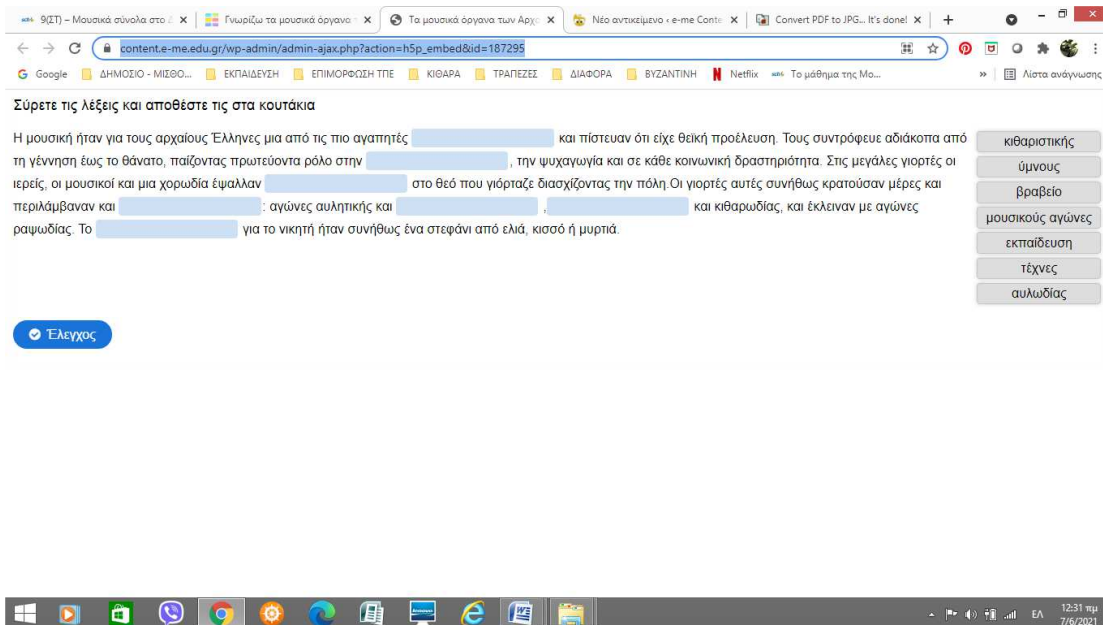 9(ΣΤ) – Μουσικά σύνολα στο Δ
Γνωρίζω τα μουσικά όργανα
Τα μουσικά όργανα των Αρχα
Νέο αντικείμενο ‹ e-me Conte
Convert PDF to JPG... It's done!
content.e-me.edu.gr/wp-admin/admin-ajax.php?action=h5p_embed&id=187295
Google ΔΗΜΟΣΙΟ - ΜΙΣΘΟ... ΕΚΠΑΙΔΕΥΣΗ ΕΠΙΜΟΡΦΩΣΗ ΤΠΕ ΚΙΘΑΡΑ ΤΡΑΠΕΖΕΣ ΔΙΑΦΟΡΑ ΒΥΖΑΝΤΙΝΗ Netflix Το μάθημα της Μο... » Λίστα ανάγνωσης
Σύρετε τις λέξεις και αποθέστε τις στα κουτάκια
Η μουσική ήταν για τους αρχαίους Έλληνες μια από τις πιο αγαπητές και πίστευαν ότι είχε θεϊκή προέλευση. Τους συντρόφευε αδιάκοπα από
τη γέννηση έως το θάνατο, παίζοντας πρωτεύοντα ρόλο στην , την ψυχαγωγία και σε κάθε κοινωνική δραστηριότητα. Στις μεγάλες γιορτές οι
ιερείς, οι μουσικοί και μια χορωδία έψαλλαν στο θεό που γιόρταζε διασχίζοντας την πόλη.Οι γιορτές αυτές συνήθως κρατούσαν μέρες και
περιλάμβαναν και : αγώνες αυλητικής και , και κιθαρωδίας, και έκλειναν με αγώνες
ραψωδίας. Το για το νικητή ήταν συνήθως ένα στεφάνι από ελιά, κισσό ή μυρτιά.
κιθαριστικής
ύμνους
βραβείο
μουσικούς αγώνες
εκπαίδευση
τέχνες
αυλωδίας
Έλεγχος
ΕΛ 12:31 πμ
7/6/2021